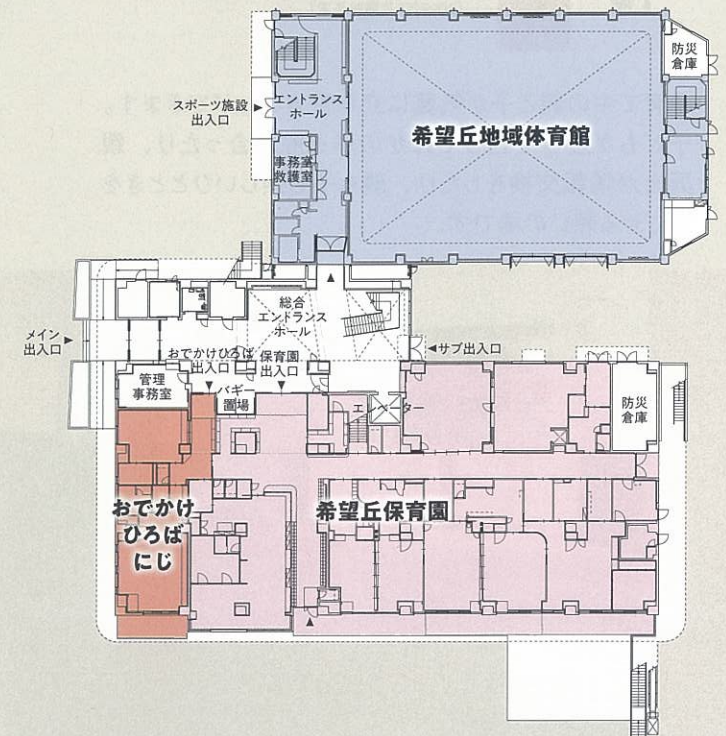 防災
倉庫
スポーツ施設
出入口▶
エントランス
ホール
希望丘地域体育館
事務室
救護室
▲
総合
エントランス
ホール
メイン
出入口▶
◀サブ出入口
おでかけひろば
出入口
▼
保育園
出入口
▼
管理
事務室
バギー
置場
エレベーター
防災
倉庫
おでかけ
ひろば
にじ
希望丘保育園
▲